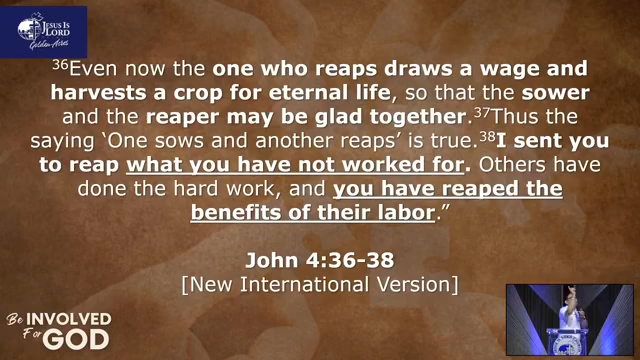 JESUS IS
LORD
Golden Acres
36Even now the one who reaps draws a wage and
harvests a crop for eternal life, so that the sower
and the reaper may be glad together.37Thus the
saying ‘One sows and another reaps’ is true.38I sent you
to reap what you have not worked for. Others have
done the hard work, and you have reaped the
benefits of their labor.”
John 4:36-38
[New International Version]
Be INVOLVED
For GOD